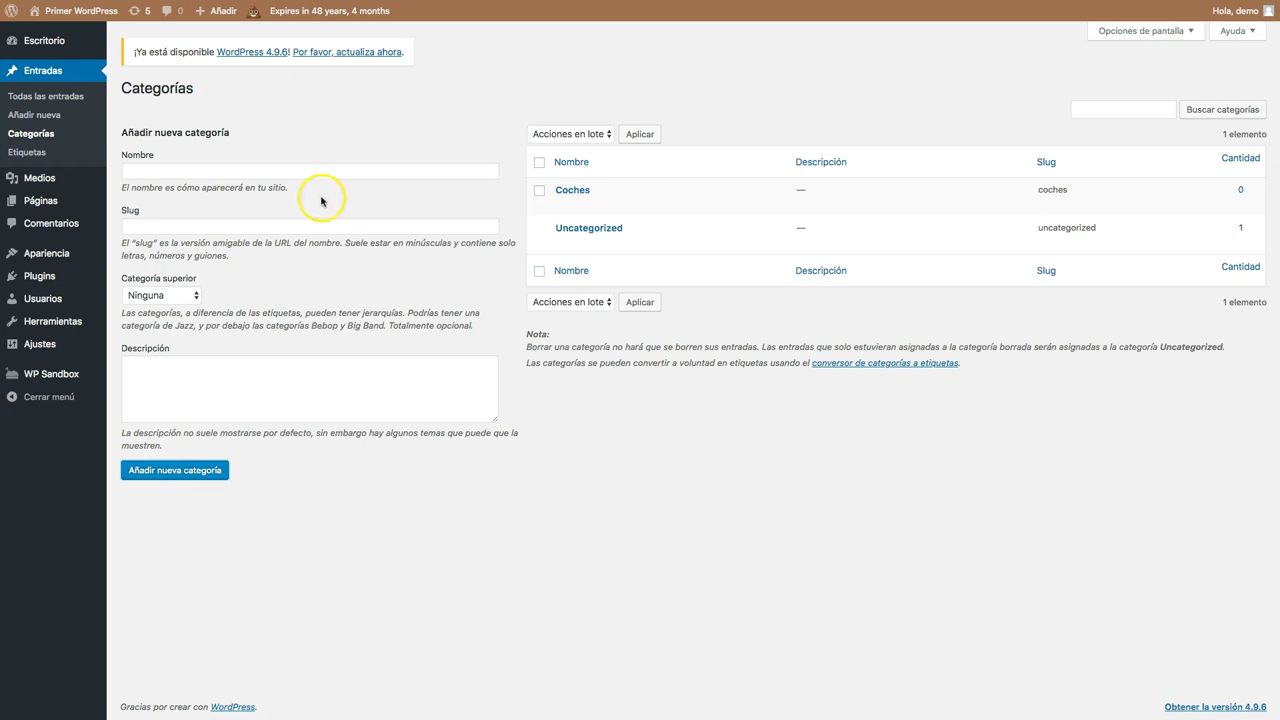 Primer WordPress 5 0 Añadir Expires in 48 years, 4 months Hola, demo
Opciones de pantalla Ayuda
Escritorio
Entradas
Todas las entradas
Añadir nueva
Categorías
Etiquetas
Medios
Páginas
Comentarios
Apariencia
Plugins
Usuarios
Herramientas
Ajustes
WP Sandbox
Cerrar menú
¡Ya está disponible WordPress 4.9.6! Por favor, actualiza ahora.
Categorías
Buscar categorías
Añadir nueva categoría
Nombre
El nombre es cómo aparecerá en tu sitio.
Slug
El “slug” es la versión amigable de la URL del nombre. Suele estar en minúsculas y contiene solo
letras, números y guiones.
Categoría superior
Ninguna
Las categorías, a diferencia de las etiquetas, pueden tener jerarquías. Podrías tener una
categoría de Jazz, y por debajo las categorías Bebop y Big Band. Totalmente opcional.
Descripción
La descripción no suele mostrarse por defecto, sin embargo hay algunos temas que puede que la
muestren.
Añadir nueva categoría
Acciones en lote Aplicar 1 elemento
Nombre Descripción Slug Cantidad
Coches — coches 0
Uncategorized — uncategorized 1
Nombre Descripción Slug Cantidad
Acciones en lote Aplicar 1 elemento
Nota:
Borrar una categoría no hará que se borren sus entradas. Las entradas que solo estuvieran asignadas a la categoría borrada serán asignadas a la categoría Uncategorized.
Las categorías se pueden convertir a voluntad en etiquetas usando el conversor de categorías a etiquetas.
Gracias por crear con WordPress. Obtener la versión 4.9.6